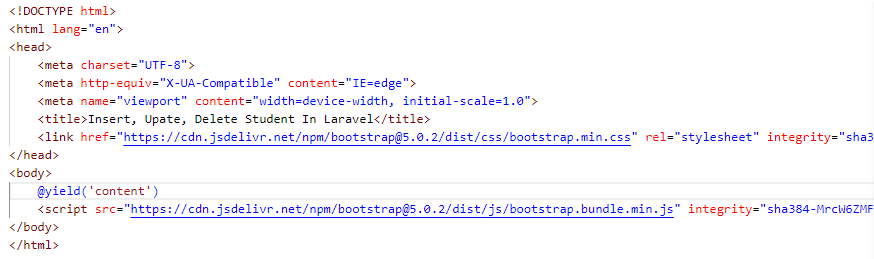 <!DOCTYPE html>
<html lang="en">
<head>
    <meta charset="UTF-8">
    <meta http-equiv="X-UA-Compatible" content="IE=edge">
    <meta name="viewport" content="width=device-width, initial-scale=1.0">
    <title>Insert, Upate, Delete Student In Laravel</title>
    <link href="https://cdn.jsdelivr.net/npm/bootstrap@5.0.2/dist/css/bootstrap.min.css" rel="stylesheet" integrity="sha3
</head>
<body>
    @yield('content')
    <script src="https://cdn.jsdelivr.net/npm/bootstrap@5.0.2/dist/js/bootstrap.bundle.min.js" integrity="sha384-MrcW6ZMF
</body>
</html>